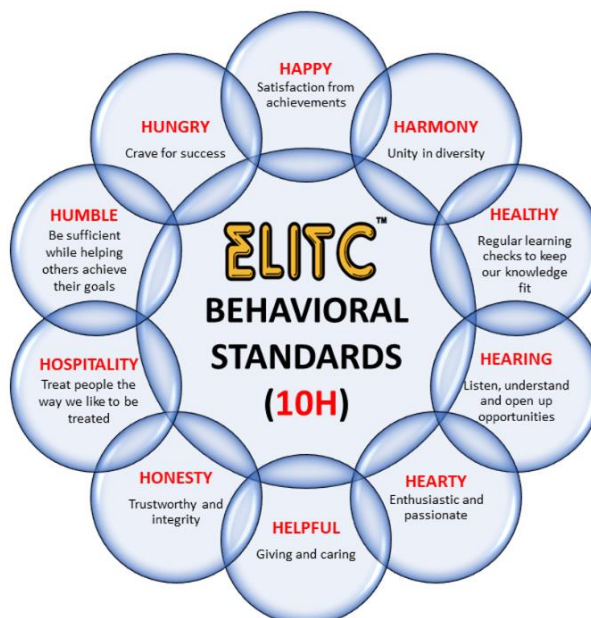 HAPPY
Satisfaction from
achievements
HARMONY
Unity in diversity
HEALTHY
Regular learning
checks to keep
our knowledge
fit
HEARING
Listen, understand
and open up
opportunities
HEARTY
Enthusiastic and
passionate
HELPFUL
Giving and caring
HONESTY
Trustworthy and
integrity
HOSPITALITY
Treat people the
way we like to be
treated
HUMBLE
Be sufficient
while helping
others achieve
their goals
HUNGRY
Crave for success
ELITC™
BEHAVIORAL
STANDARDS
(10H)